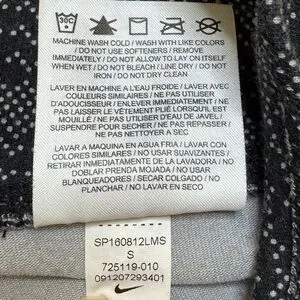 30C
MACHINE WASH COLD / WASH WITH LIKE COLORS
/ DO NOT USE SOFTENERS / REMOVE
IMMEDIATELY / DO NOT ALLOW TO LAY ON ITSELF
WHEN WET / DO NOT BLEACH / LINE DRY / DO NOT
IRON / DO NOT DRY CLEAN
LAVER EN MACHINE A L'EAU FROIDE / LAVER AVEC
COULEURS SIMILAIRES / NE PAS UTILISER
D'ADOUCISSEUR / ENLEVER IMMEDIATEMENT / NE
PAS LAISSER LE VÊTEMENT PLIÉ LORSQU'IL EST
MOUILLÉ / NE PAS UTILISER D'EAU DE JAVEL /
SUSPENDRE POUR SECHER / NE PAS REPASSER /
NE PAS NETTOYER A SEC
LAVAR A MAQUINA EN AGUA FRIA / LAVAR CON
COLORES SIMILARES / NO USAR SUAVIZANTES /
RETIRAR INMEDIATAMENTE DE LA LAVADORA / NO
DOBLAR PRENDA MOJADA / NO USAR
BLANQUEADORES / SECAR COLGADO / NO
PLANCHAR / NO LAVAR EN SECO
SP160812LMS
S
725119-010
091207293401